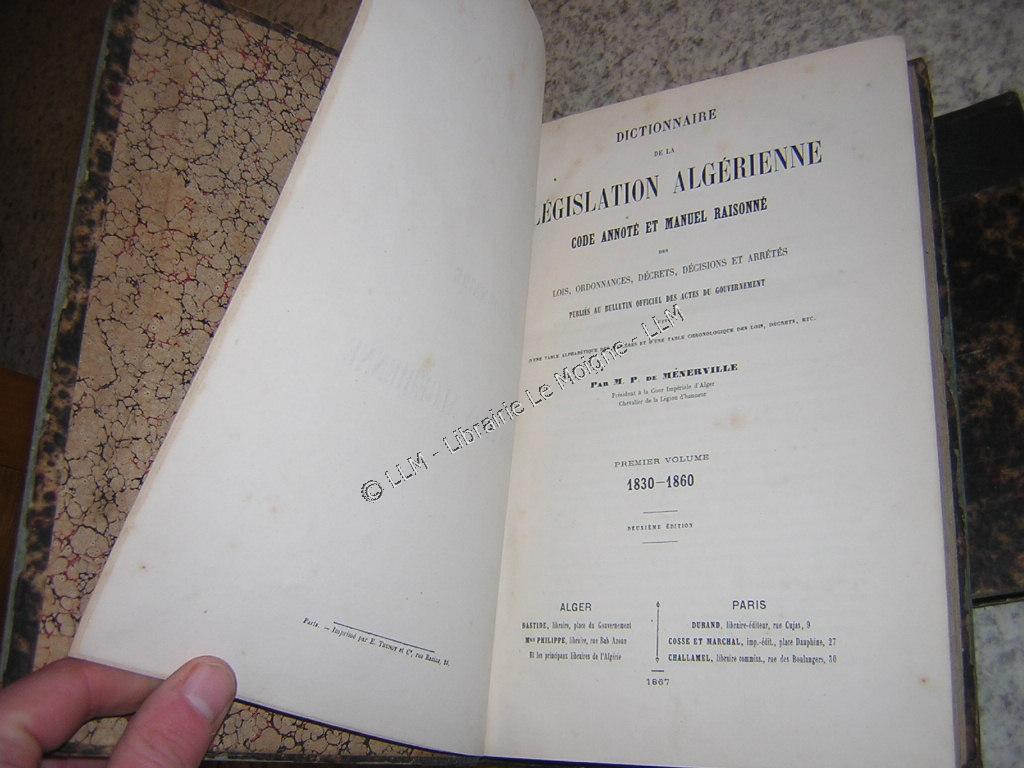 Paris. — Imprimé par E. Thunot et Cᵉ, rue Racine, 26.
DICTIONNAIRE
DE LA
LÉGISLATION ALGÉRIENNE
CODE ANNOTÉ ET MANUEL RAISONNÉ
DES
LOIS, ORDONNANCES, DÉCRETS, DÉCISIONS ET ARRÊTÉS
PUBLIÉS AU BULLETIN OFFICIEL DES ACTES DU GOUVERNEMENT
D'UNE TABLE ALPHABÉTIQUE DES MATIÈRES ET D'UNE TABLE CHRONOLOGIQUE DES LOIS, DÉCRETS, ETC.
PAR M. P. DE MÉNERVILLE
Président à la Cour Impériale d'Alger
Chevalier de la Légion d'honneur
PREMIER VOLUME
1830—1860
DEUXIÈME ÉDITION
ALGER
BASTIDE, libraire, place du Gouvernement
Mᵐᵉ PHILIPPE, libraire, rue Bab Azoun
Et les principaux libraires de l'Algérie
PARIS
DURAND, libraire-éditeur, rue Cujas, 9
COSSE ET MARCHAL, imp.-édit., place Dauphine, 27
CHALLAMEL, libraire commiss., rue des Boulangers, 30
1867
© LLM - Librairie Le Moigne - LLM